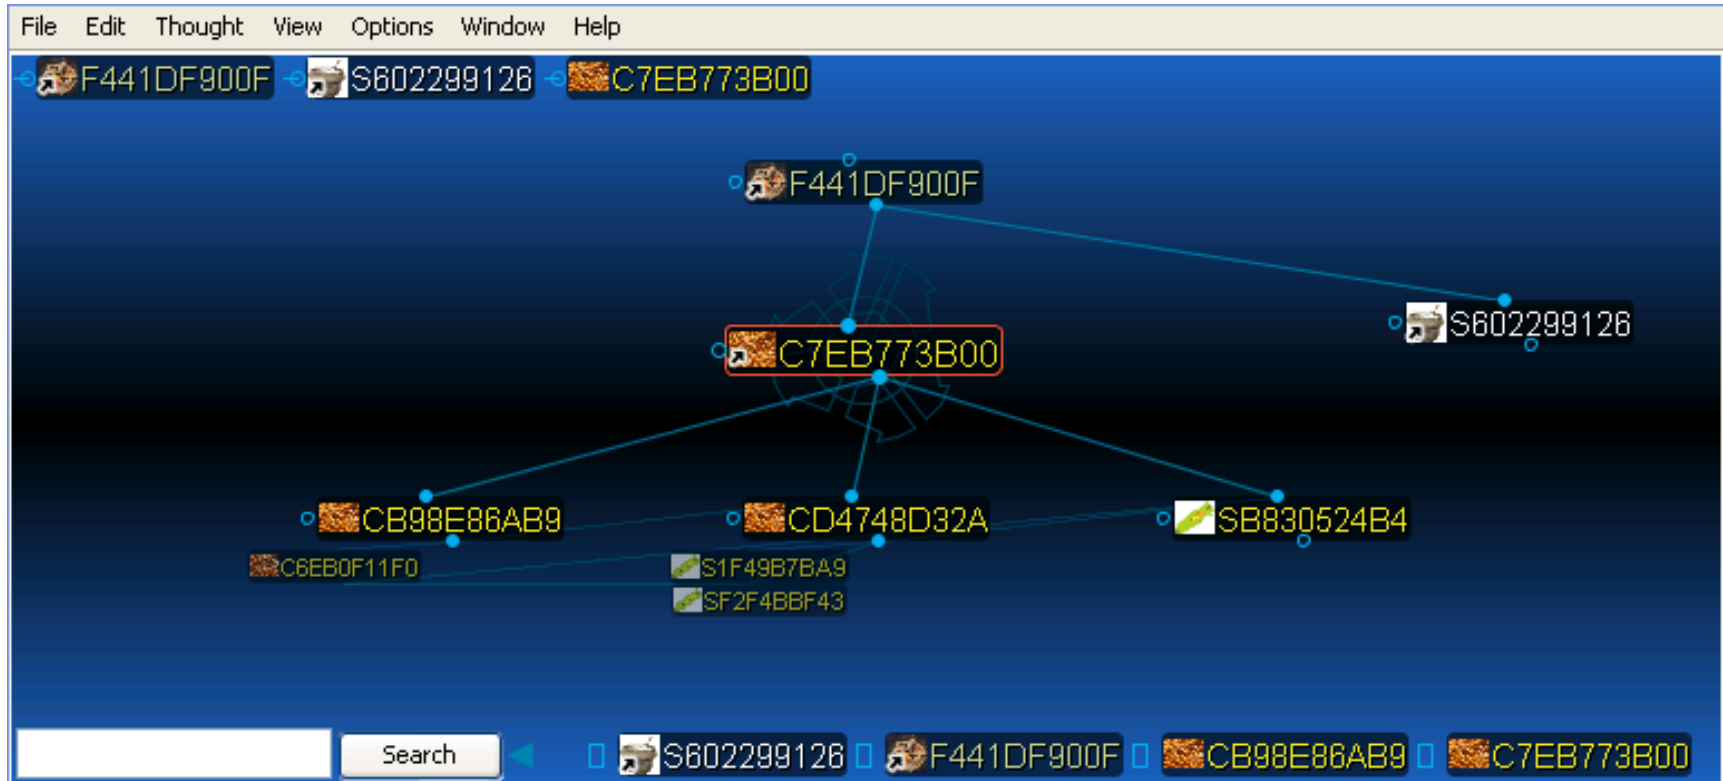 File Edit Thought View Options Window Help
F441DF900F S602299126 C7EB773B00
F441DF900F
S602299126
C7EB773B00
CB98E86AB9 CD4748D32A SB830524B4
C6EB0F11F0 S1F49B7BA9
SF2F4BBF43
Search S602299126 F441DF900F CB98E86AB9 C7EB773B00